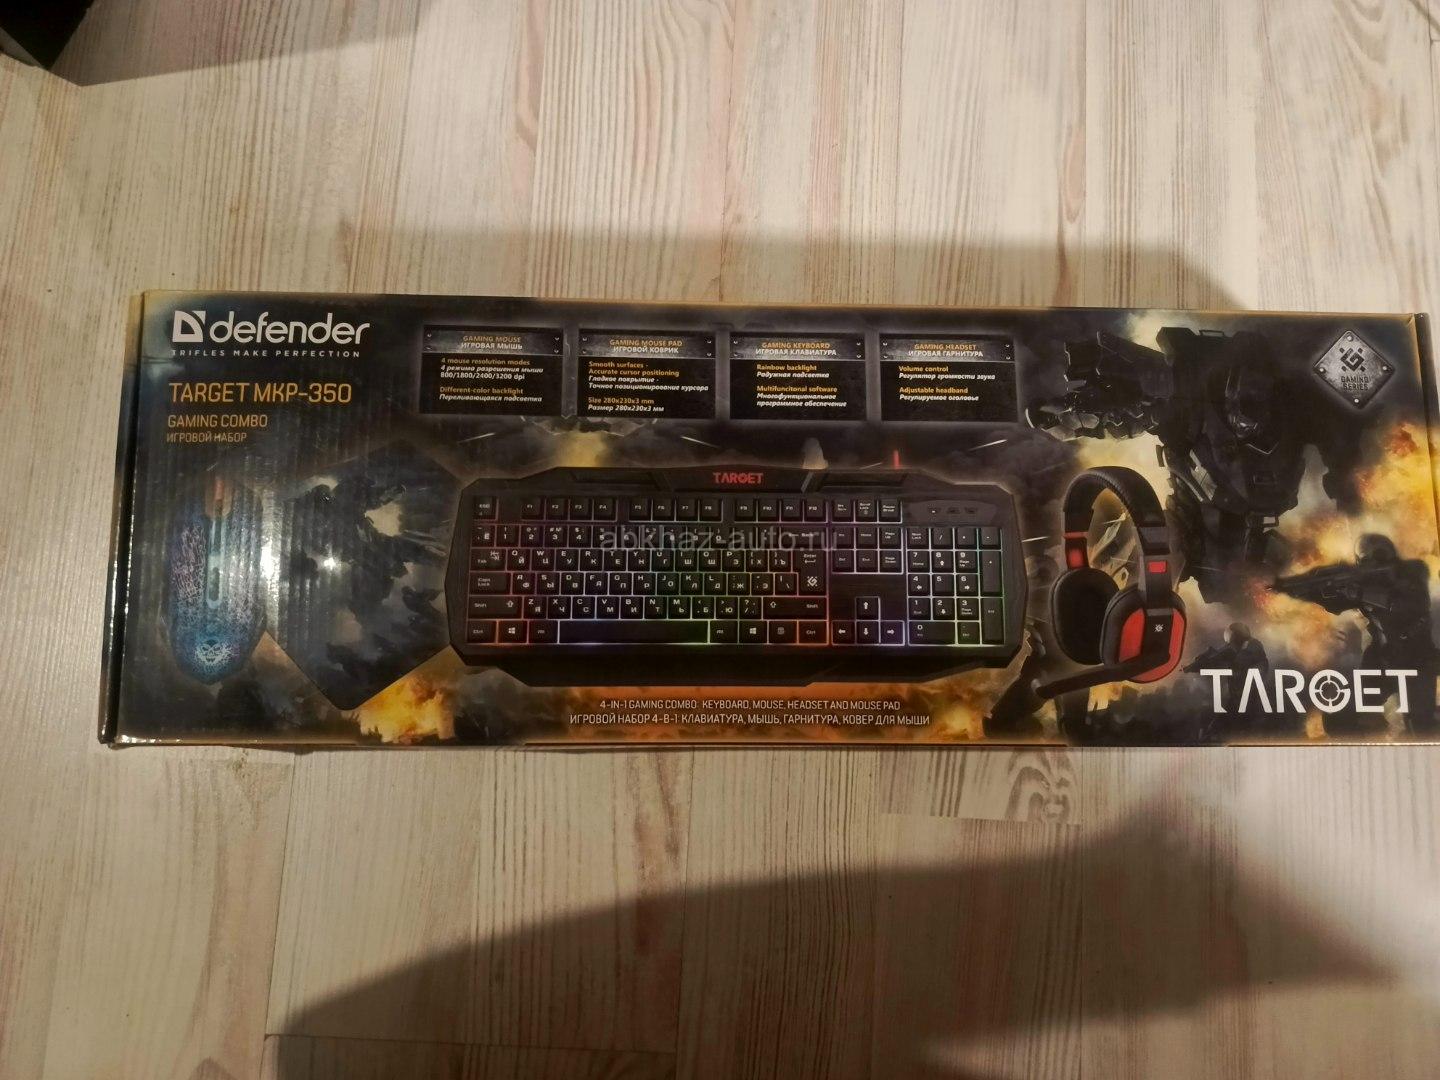 defender
TRIFLES MAKE PERFECTION
TARGET MKP-350
GAMING COMBO
ИГРОВОЙ НАБОР
GAMING MOUSE
ИГРОВАЯ МЫШЬ
4 mouse resolution modes
4 режима разрешения мыши
800/1800/2400/3200 dpi
Different-color backlight
Переливающаяся подсветка
GAMING MOUSE PAD
ИГРОВОЙ КОВРИК
Smooth surfaces -
Accurate cursor positioning
Гладкое покрытие -
Точное позиционирование курсора
Size 280x230x3 mm
Размер 280x230x3 мм
GAMING KEYBOARD
ИГРОВАЯ КЛАВИАТУРА
Rainbow backlight
Радужная подсветка
Multifuncitonal software
Многофункциональное
программное обеспечение
GAMING HEADSET
ИГРОВАЯ ГАРНИТУРА
Volume control
Регулятор громкости звука
Adjustable headband
Регулируемое оголовье
GAMING
SERIES
TARGET
abkhaz-auto.ru
TARGET
4-IN-1 GAMING COMBO: KEYBOARD, MOUSE, HEADSET AND MOUSE PAD
ИГРОВОЙ НАБОР 4-В-1: КЛАВИАТУРА, МЫШЬ, ГАРНИТУРА, КОВЕР ДЛЯ МЫШИ